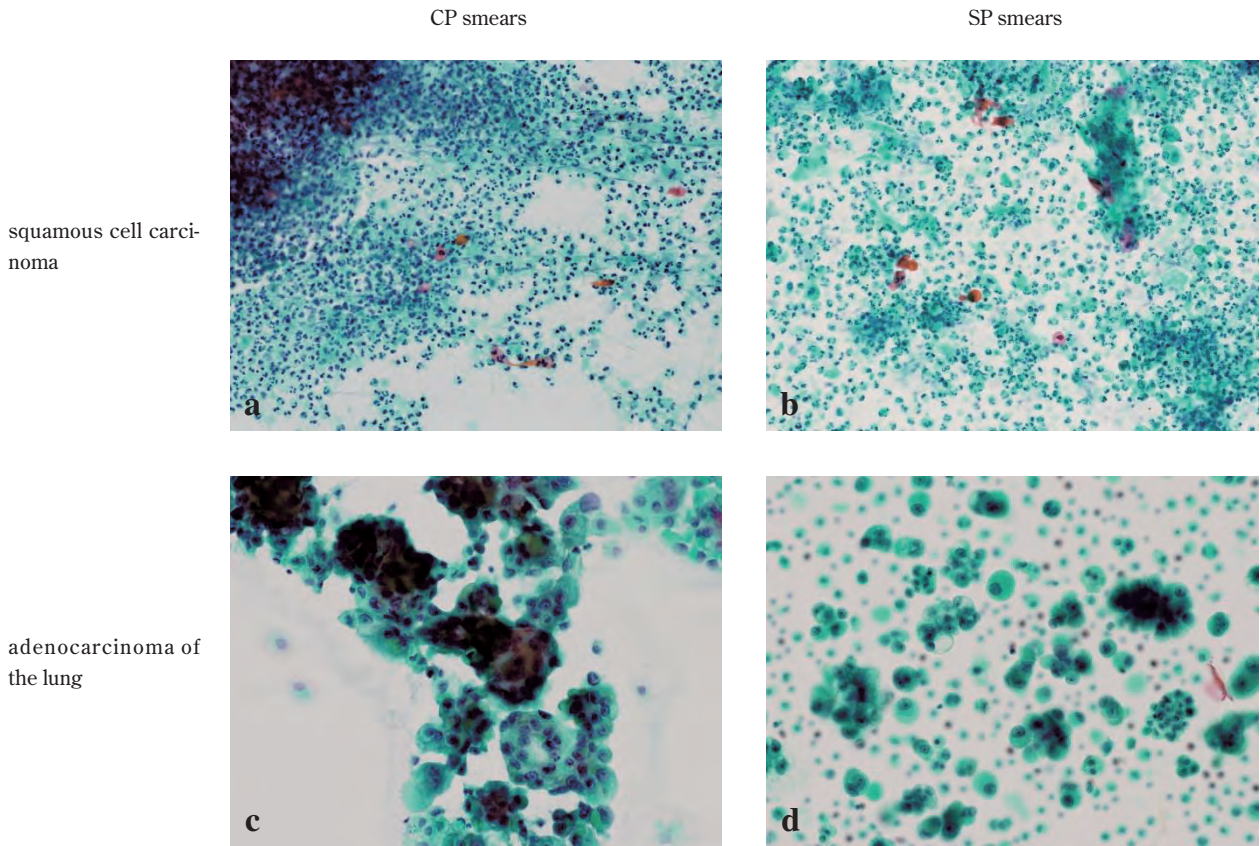 CP smears
SP smears
squamous cell carci-
noma
a
b
adenocarcinoma of
the lung
c
d